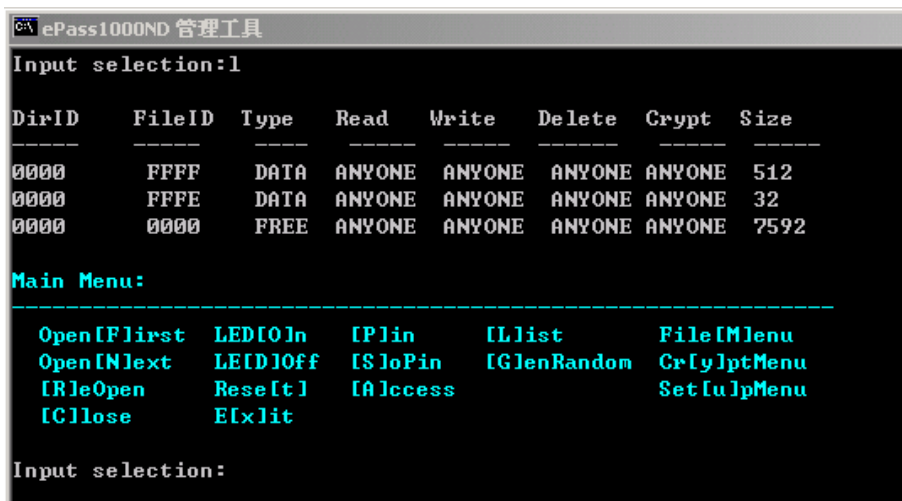 C:\ ePass1000ND 管理工具
Input selection:l
DirID FileID Type Read Write Delete Crypt Size
----- ----- ---- ----- ----- ------ ----- -----
0000 FFFF DATA ANYONE ANYONE ANYONE ANYONE 512
0000 FFFE DATA ANYONE ANYONE ANYONE ANYONE 32
0000 0000 FREE ANYONE ANYONE ANYONE ANYONE 7592
Main Menu:
Open[F]irst LED[O]n [P]in [L]ist File[M]enu
Open[N]ext LE[D]Off [S]oPin [G]enRandom Cr[y]ptMenu
[R]eOpen Rese[t] [A]ccess Set[u]pMenu
[C]lose E[x]it
Input selection: